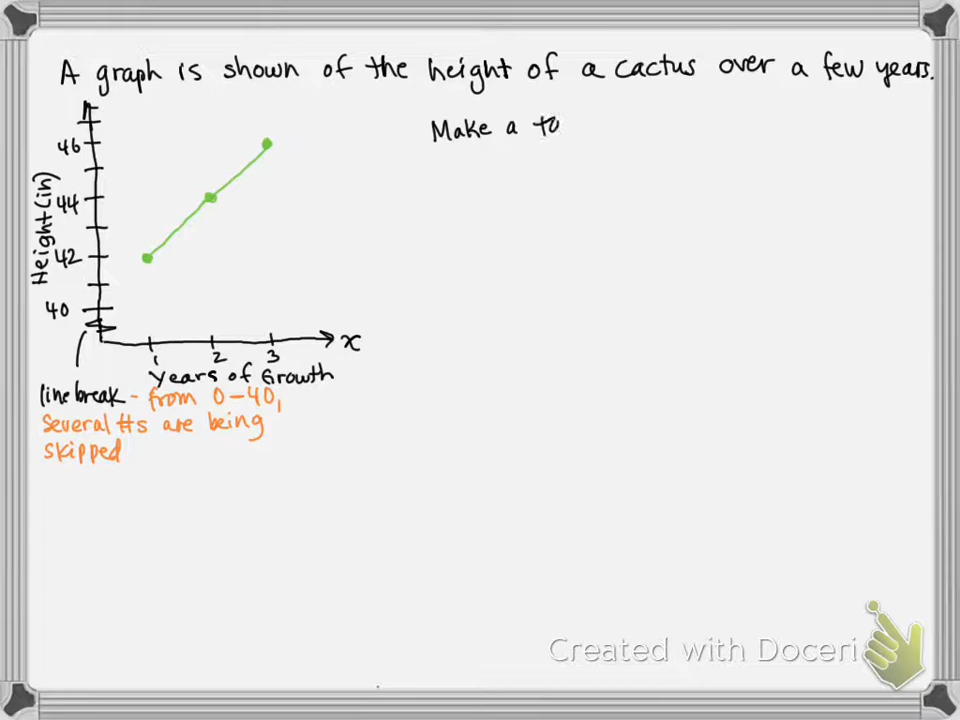 A graph is shown of the height of a cactus over a few years.
Make a to
46
44
42
40
Height (in)
1 2 3
x
Years of Growth
line break - from 0-40,
Several #s are being
skipped
Created with Doceri